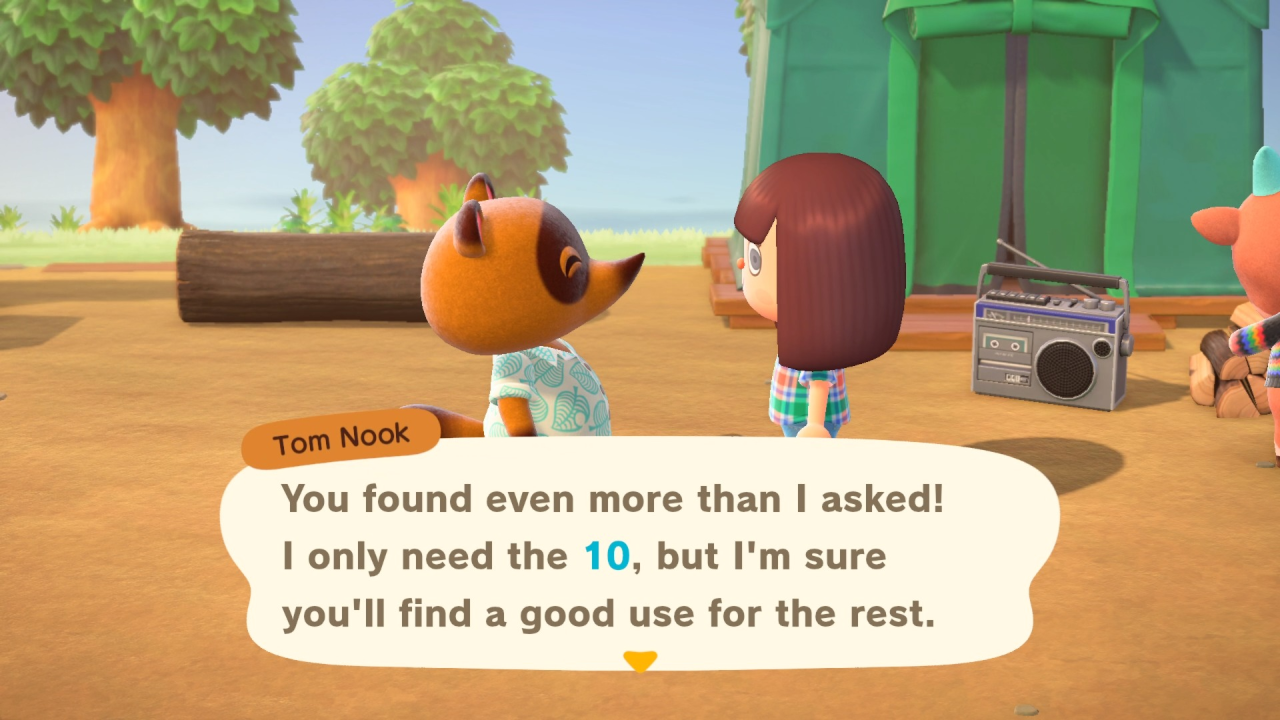 Tom Nook
You found even more than I asked!
I only need the 10, but I'm sure
you'll find a good use for the rest.